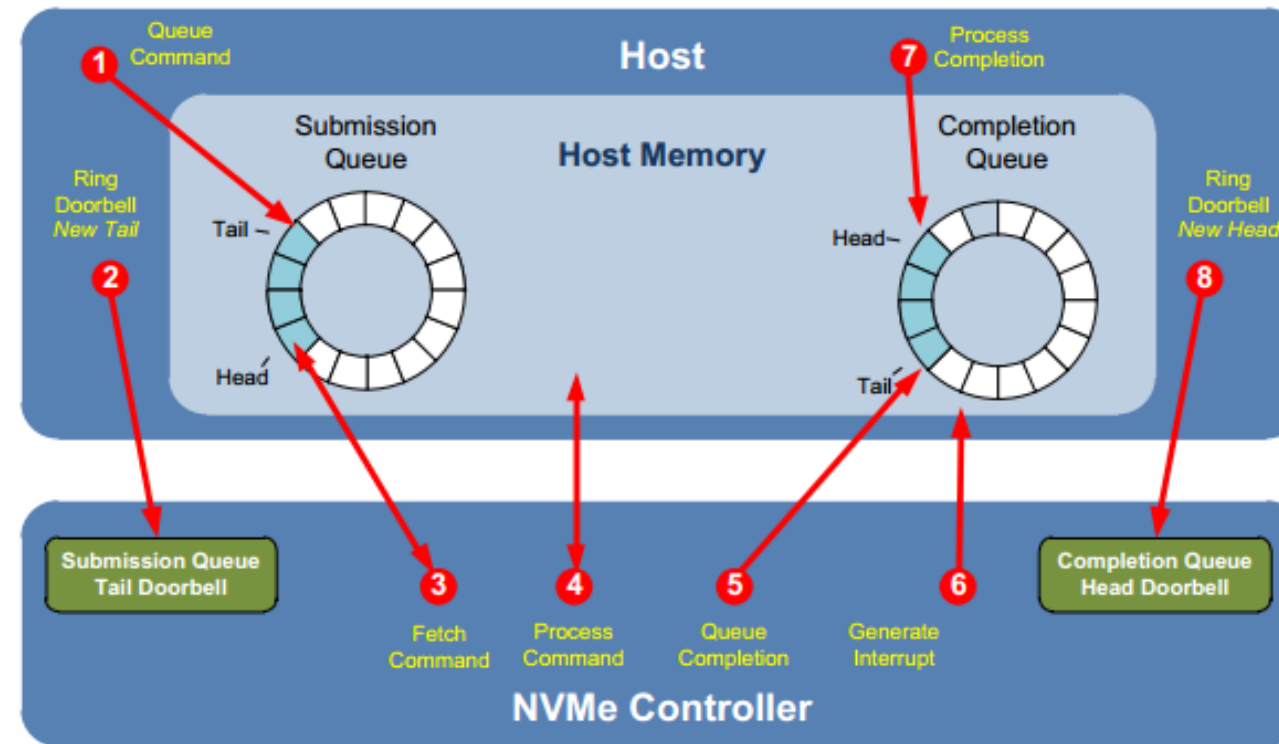 Queue
Command
1
Host
7
Process
Completion
Submission
Queue
Host Memory
Completion
Queue
Ring
Doorbell
New Tail
2
Tail
Head
Head
Tail
Ring
Doorbell
New Head
8
Submission Queue
Tail Doorbell
3
Fetch
Command
4
Process
Command
5
Queue
Completion
6
Generate
Interrupt
Completion Queue
Head Doorbell
NVMe Controller